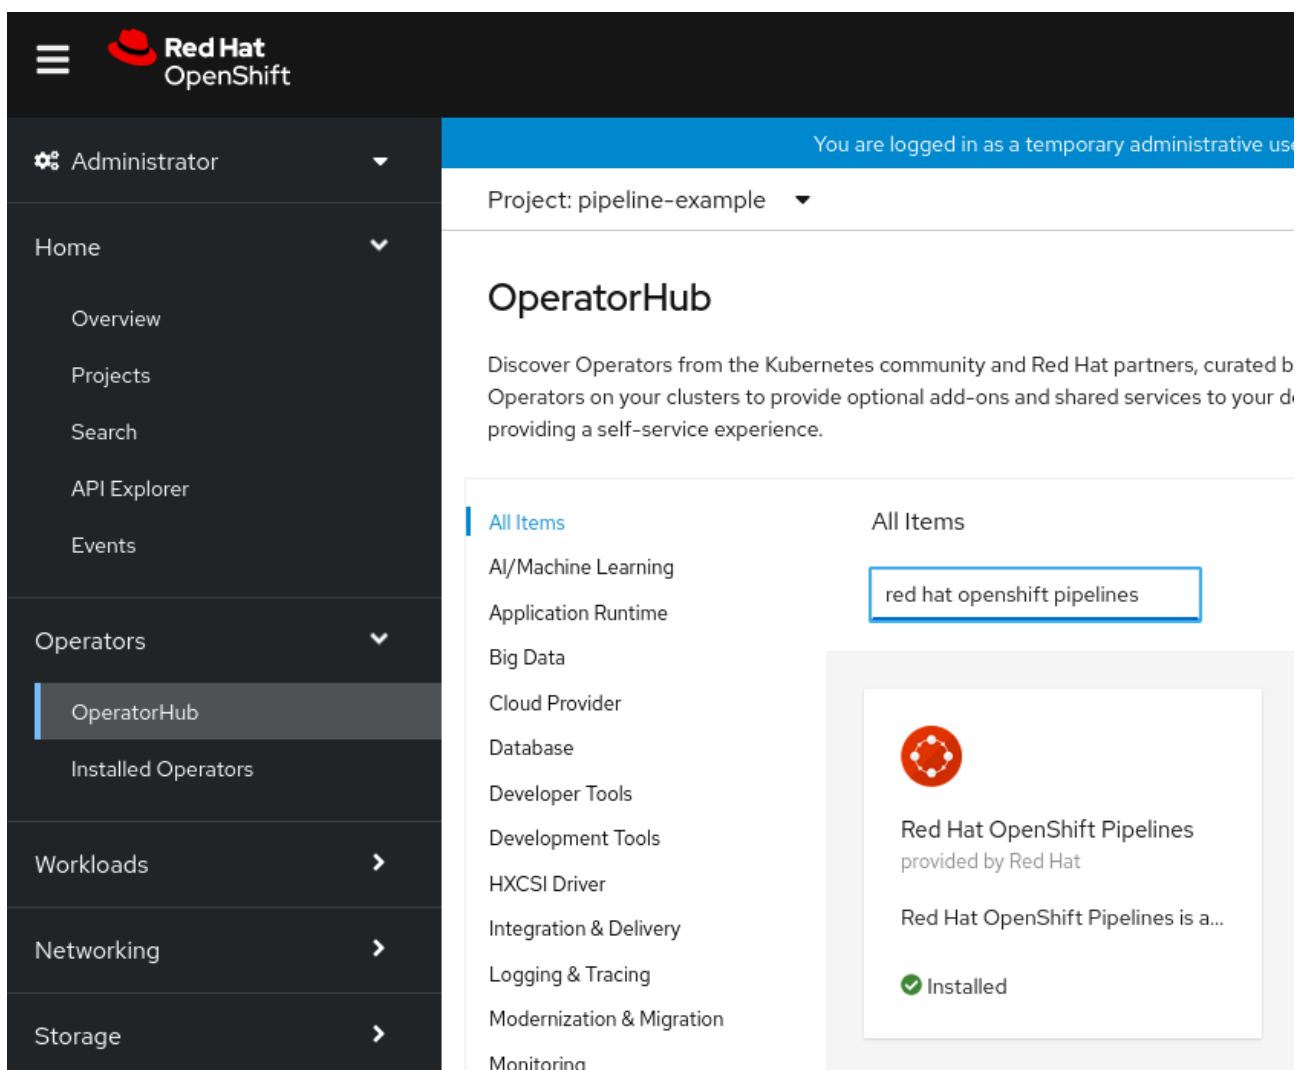 Red Hat
OpenShift
Administrator
You are logged in as a temporary administrative
Project: pipeline-example
Home
Overview
Projects
Search
API Explorer
Events
Operators
OperatorHub
Installed Operators
Workloads
Networking
Storage
OperatorHub
Discover Operators from the Kubernetes community and Red Hat partners, curated
Operators on your clusters to provide optional add-ons and shared services to your
providing a self-service experience.
All Items
AI/Machine Learning
Application Runtime
Big Data
Cloud Provider
Database
Developer Tools
Development Tools
HXCSI Driver
Integration & Delivery
Logging & Tracing
Modernization & Migration
Monitoring
All Items
red hat openshift pipelines
Red Hat OpenShift Pipelines
provided by Red Hat
Red Hat OpenShift Pipelines is a...
Installed